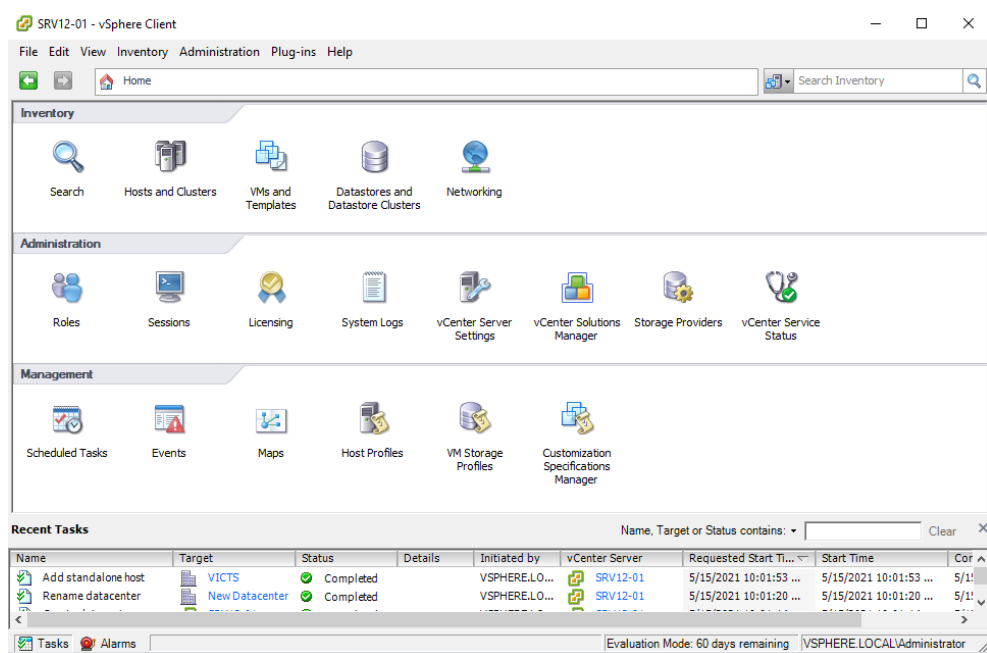 SRV12-01 - vSphere Client
File Edit View Inventory Administration Plug-ins Help
Home
Search Inventory
Inventory
Search
Hosts and Clusters
VMs and
Templates
Datastores and
Datastore Clusters
Networking
Administration
Roles
Sessions
Licensing
System Logs
vCenter Server
Settings
vCenter Solutions
Manager
Storage Providers
vCenter Service
Status
Management
Scheduled Tasks
Events
Maps
Host Profiles
VM Storage
Profiles
Customization
Specifications
Manager
Recent Tasks Name, Target or Status contains: Clear
Name Target Status Details Initiated by vCenter Server Requested Start Ti... Start Time Cor
Add standalone host VICTS Completed VSPHERE.LO... SRV12-01 5/15/2021 10:01:53 ... 5/15/2021 10:01:53 ... 5/1
Rename datacenter New Datacenter Completed VSPHERE.LO... SRV12-01 5/15/2021 10:01:20 ... 5/15/2021 10:01:20 ... 5/1
Tasks Alarms Evaluation Mode: 60 days remaining VSPHERE.LOCAL\Administrator